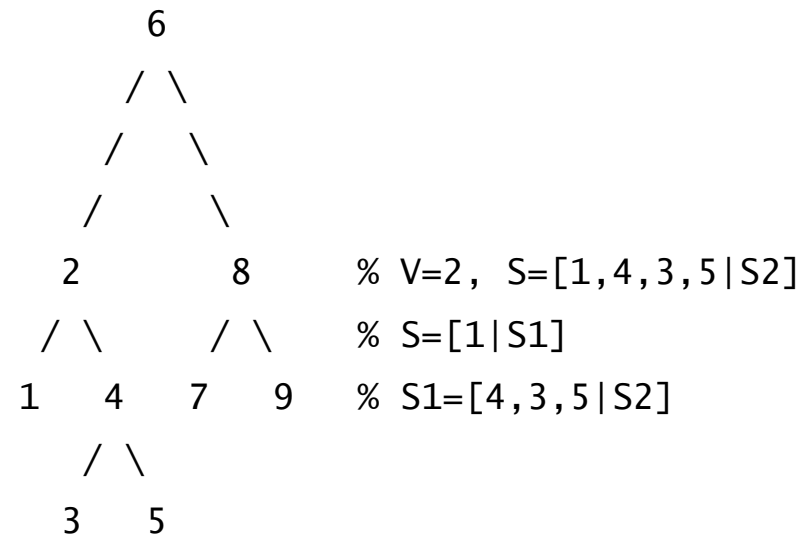 6
/ \
/ \
/ \
2 8 % V=2, S=[1,4,3,5|S2]
/ \ / \ % S=[1|S1]
1 4 7 9 % S1=[4,3,5|S2]
/ \
3 5